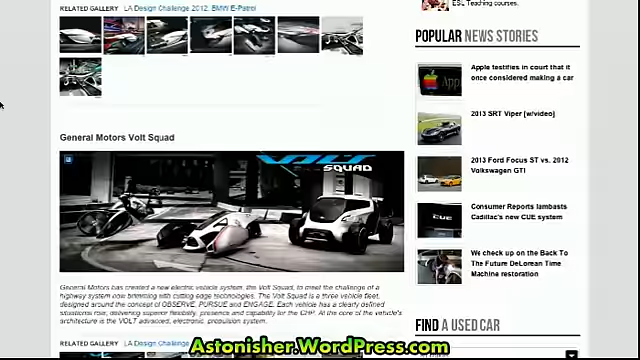 RELATED GALLERY LA Design Challenge 2012: BMW E-Patrol
ESL Teaching courses.
POPULAR NEWS STORIES
Apple testifies in court that it
once considered making a car
2013 SRT Viper [w/video]
2013 Ford Focus ST vs. 2012
Volkswagen GTI
Consumer Reports lambasts
Cadillac's new CUE system
We check up on the Back To
The Future DeLorean Time
Machine restoration
General Motors Volt Squad
VOLT
SQUAD
General Motors has created a new electric vehicle system, the Volt Squad, to meet the challenge of a
highway system now brimming with cutting edge technologies. The Volt Squad is a three vehicle fleet,
designed around the concept of OBSERVE, PURSUE and ENGAGE. Each vehicle has a clearly defined
situational role, delivering superior flexibility, presence and capability for the CHP. At the core of the vehicle's
architecture is the VOLT advanced, electronic, propulsion system.
FIND A USED CAR
RELATED GALLERY LA Design
Astonisher.WordPress.com